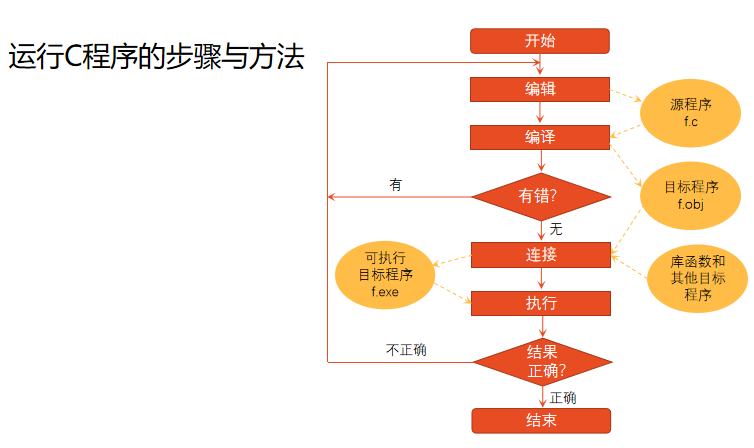 运行C程序的步骤与方法
开始
编辑
源程序
f.c
编译
有
有错?
目标程序
f.obj
无
连接
可执行
目标程序
f.exe
库函数和
其他目标
程序
执行
不正确
结果
正确?
正确
结束